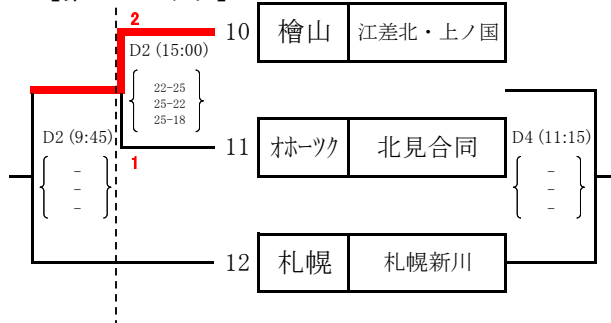 2
10 檜山 江差北・上ノ国
D2 (15:00)
22-25
25-22
25-18
D2 (9:45)
11 ｵﾎｰﾂｸ 北見合同
D4 (11:15)
1
-
-
-
-
-
-
12 札幌 札幌新川